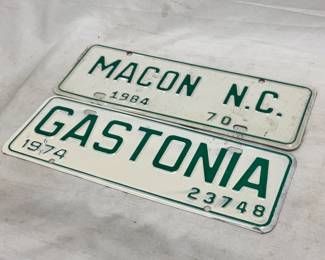 MACON N.C.
1984 70
GASTONIA
1974 23748